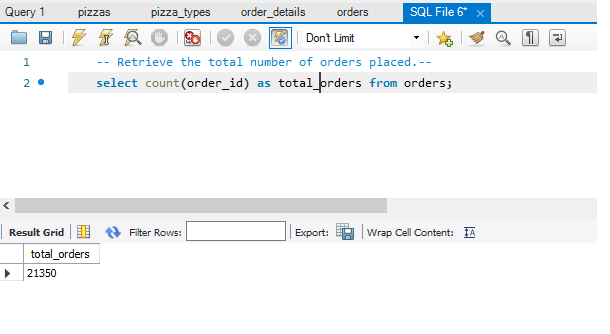 Query 1 pizzas pizza_types order_details orders SQL File 6*
Don't Limit
1 -- Retrieve the total number of orders placed.--
2 select count(order_id) as total_orders from orders;
Result Grid Filter Rows: Export: Wrap Cell Content:
total_orders
21350